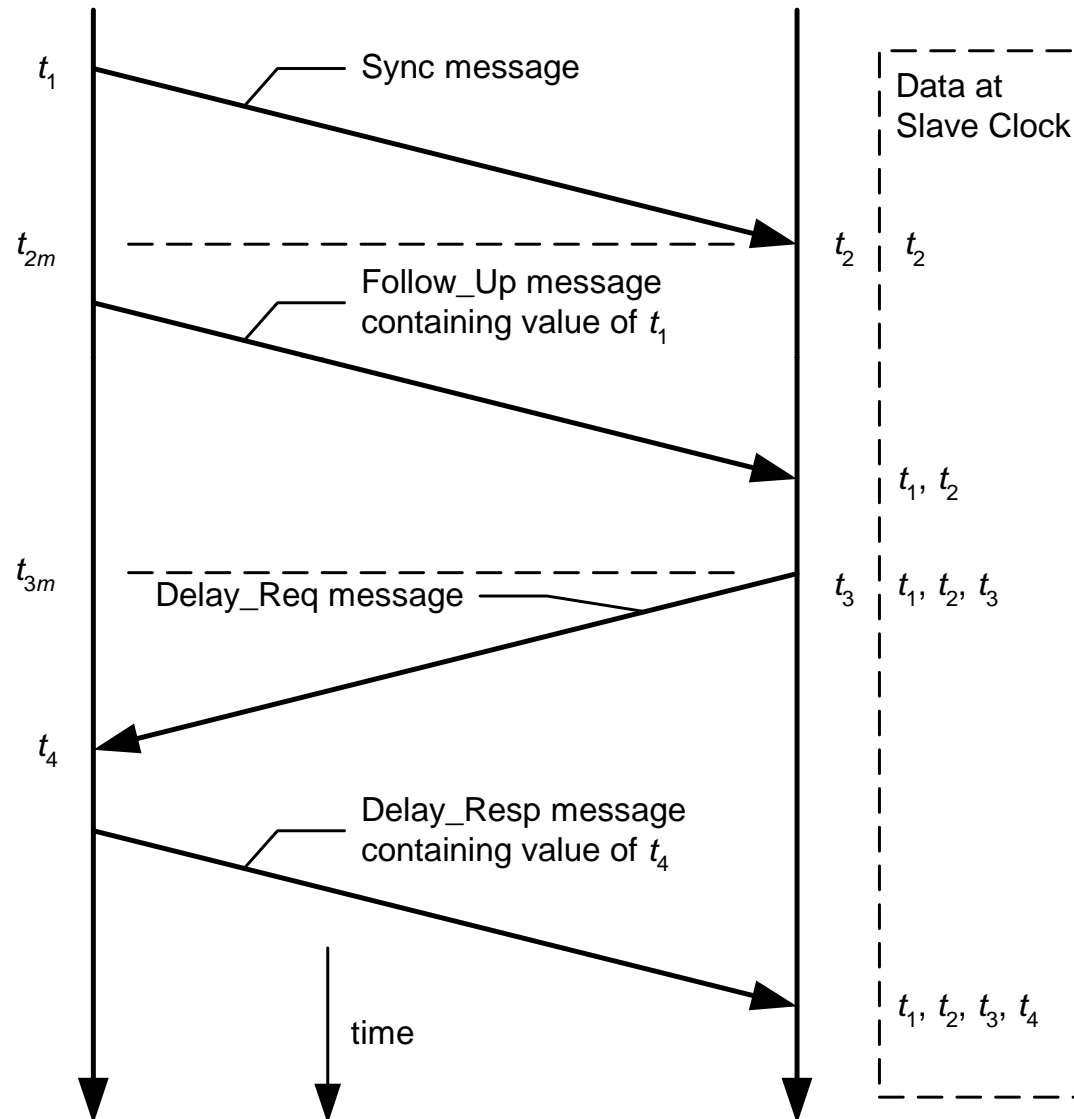 t1
Sync message
Data at
Slave Clock
t2m
t2
t2
Follow_Up message
containing value of t1
t1, t2
t3m
Delay_Req message
t3
t1, t2, t3
t4
Delay_Resp message
containing value of t4
t1, t2, t3, t4
time